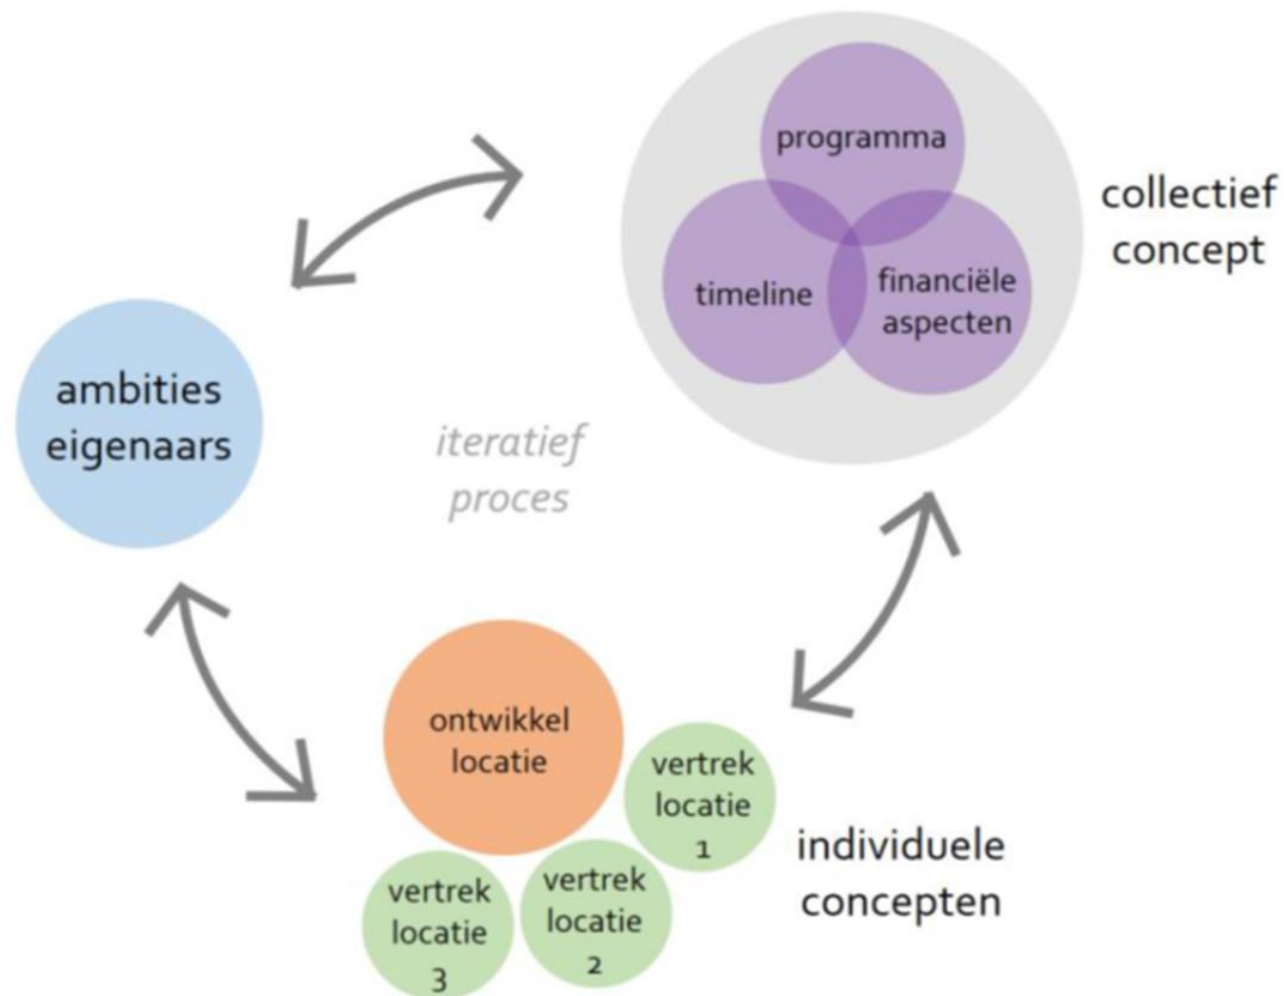 programma
timeline
financiële
aspecten
collectief
concept
ambities
eigenaars
iteratief
proces
ontwikkel
locatie
vertrek
locatie
1
vertrek
locatie
2
vertrek
locatie
3
individuele
concepten